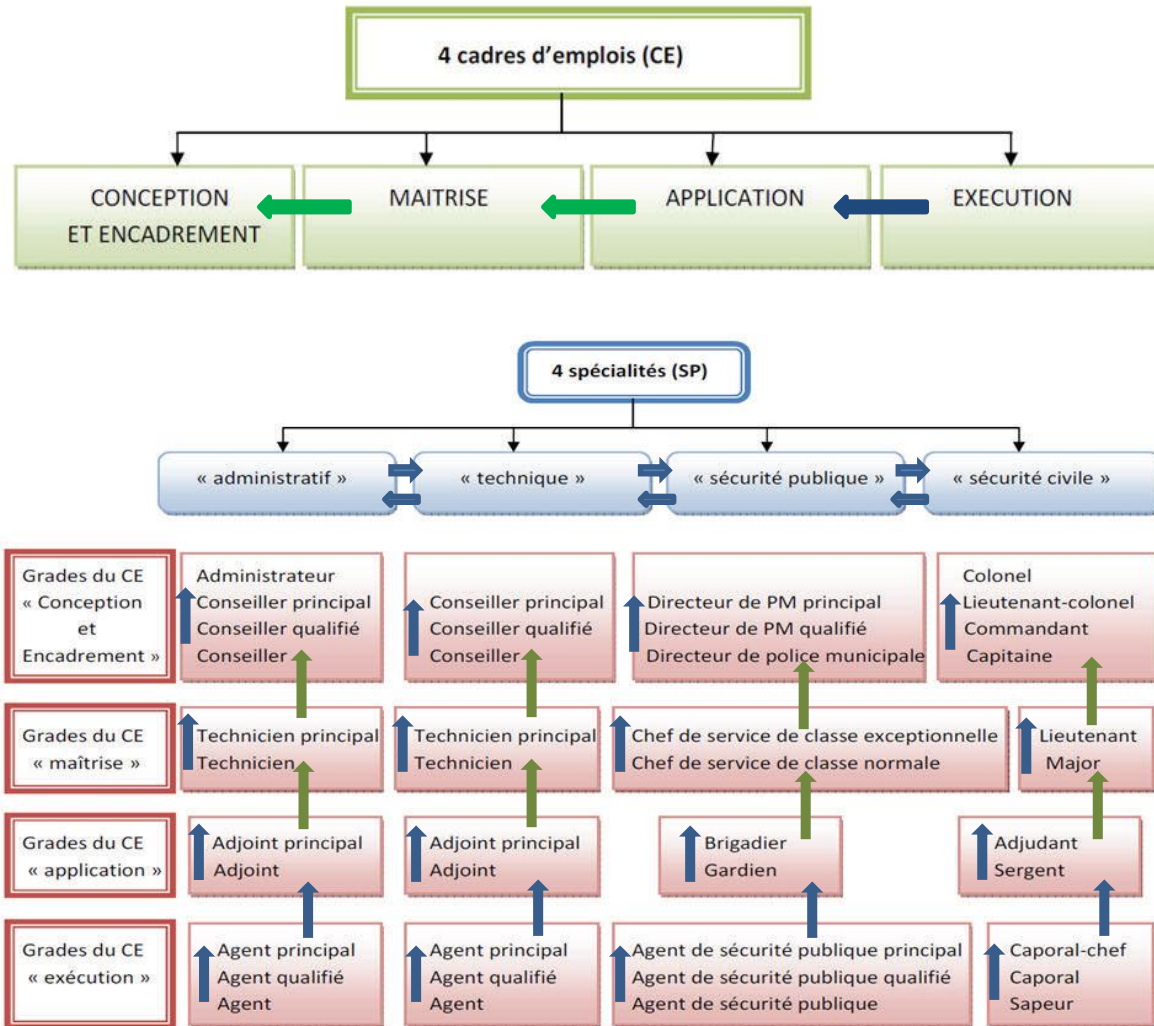 4 cadres d'emplois (CE)
CONCEPTION
ET ENCADREMENT
MAITRISE
APPLICATION
EXECUTION
4 spécialités (SP)
« administratif »
« technique »
« sécurité publique »
« sécurité civile »
Grades du CE
« Conception
et
Encadrement »
Administrateur
Conseiller principal
Conseiller qualifié
Conseiller
Conseiller principal
Conseiller qualifié
Conseiller
Directeur de PM principal
Directeur de PM qualifié
Directeur de police municipale
Colonel
Lieutenant-colonel
Commandant
Capitaine
Grades du CE
« maîtrise »
Technicien principal
Technicien
Technicien principal
Technicien
Chef de service de classe exceptionnelle
Chef de service de classe normale
Lieutenant
Major
Grades du CE
« application »
Adjoint principal
Adjoint
Adjoint principal
Adjoint
Brigadier
Gardien
Adjudant
Sergent
Grades du CE
« exécution »
Agent principal
Agent qualifié
Agent
Agent principal
Agent qualifié
Agent
Agent de sécurité publique principal
Agent de sécurité publique qualifié
Agent de sécurité publique
Caporal-chef
Caporal
Sapeur